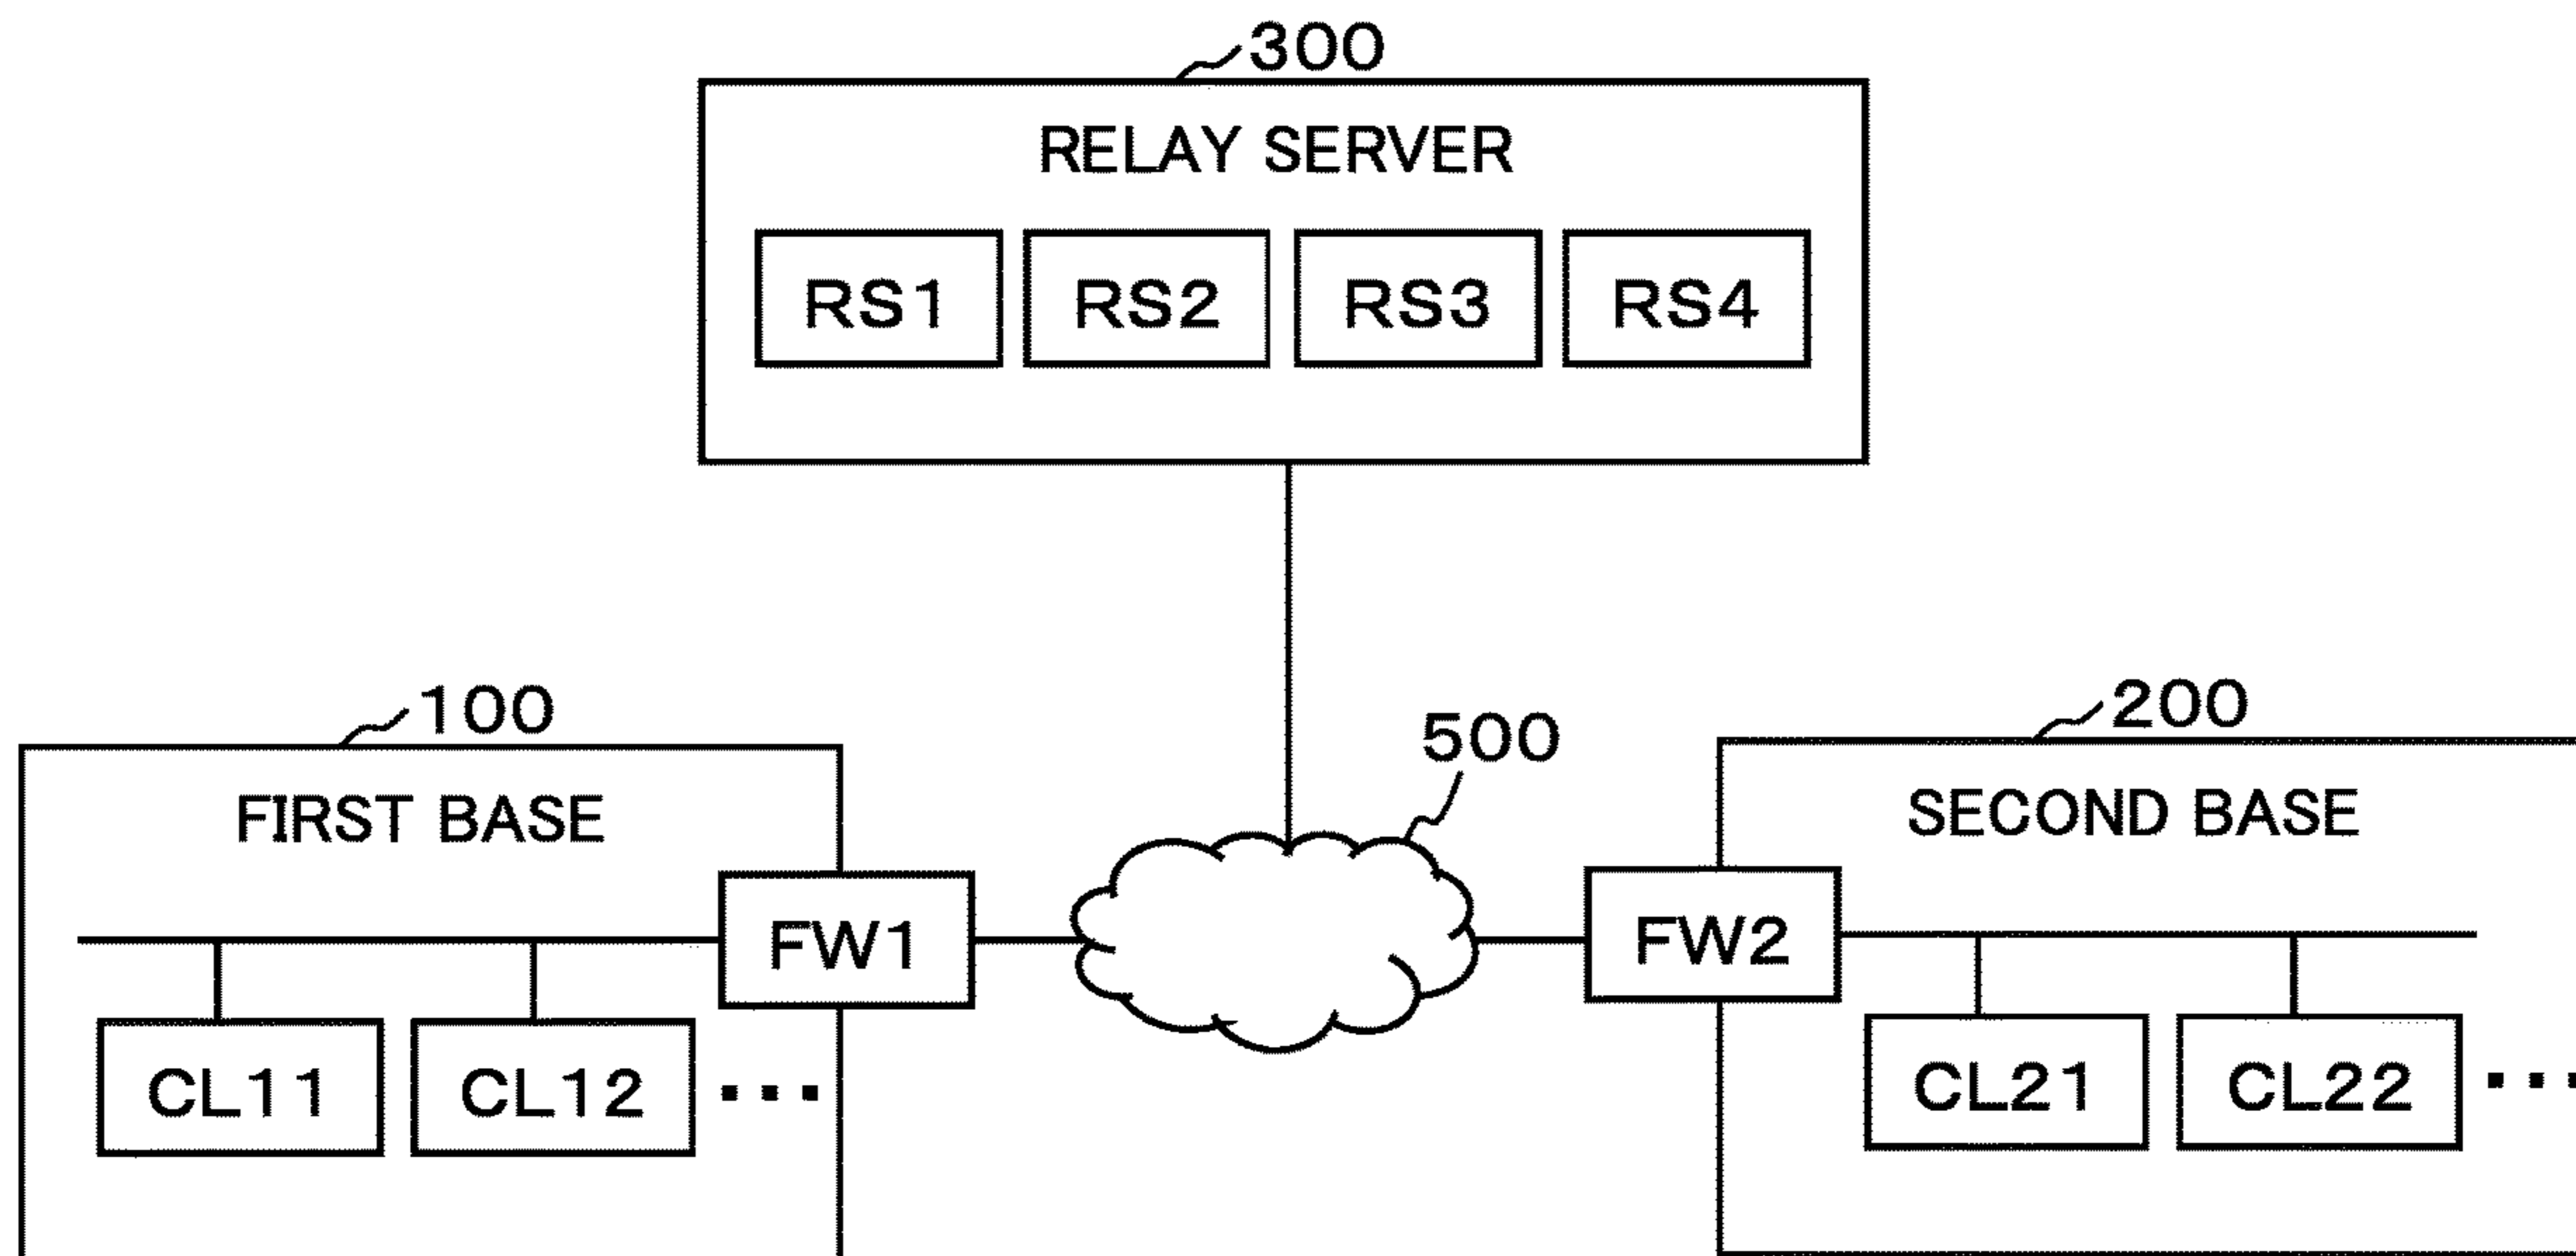 300
RELAY SERVER
RS1 RS2 RS3 RS4
100
200
500
FIRST BASE
SECOND BASE
FW1
FW2
CL11 CL12 ...
CL21 CL22 ...